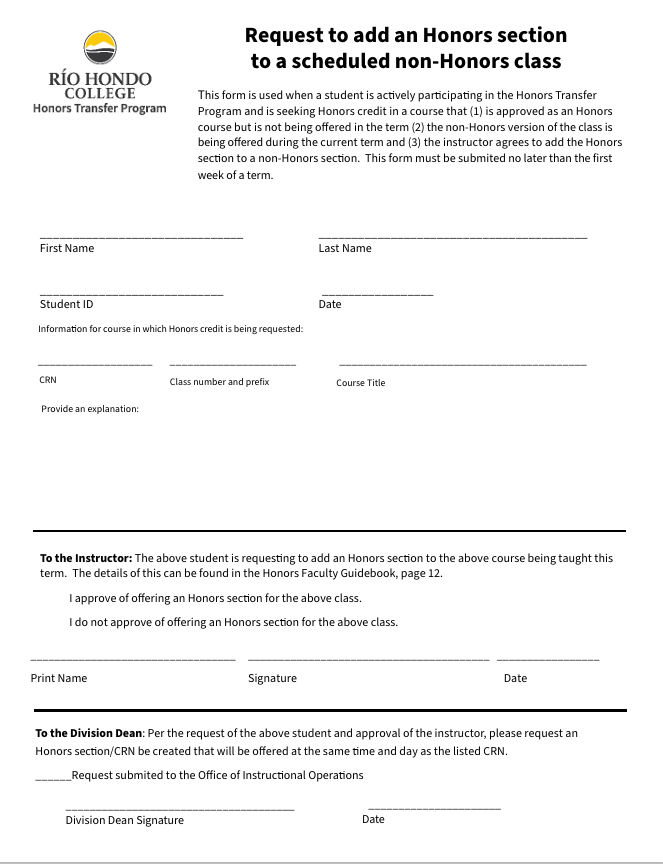 Request to add an Honors section
to a scheduled non-Honors class
RÍO HONDO
COLLEGE
Honors Transfer Program
This form is used when a student is actively participating in the Honors Transfer
Program and is seeking Honors credit in a course that (1) is approved as an Honors
course but is not being offered in the term (2) the non-Honors version of the class is
being offered during the current term and (3) the instructor agrees to add the Honors
section to a non-Honors section. This form must be submited no later than the first
week of a term.
First Name Last Name
Student ID Date
Information for course in which Honors credit is being requested:
CRN Class number and prefix Course Title
Provide an explanation:
To the Instructor: The above student is requesting to add an Honors section to the above course being taught this
term. The details of this can be found in the Honors Faculty Guidebook, page 12.
I approve of offering an Honors section for the above class.
I do not approve of offering an Honors section for the above class.
Print Name Signature Date
To the Division Dean: Per the request of the above student and approval of the instructor, please request an
Honors section/CRN be created that will be offered at the same time and day as the listed CRN.
______Request submited to the Office of Instructional Operations
Division Dean Signature Date